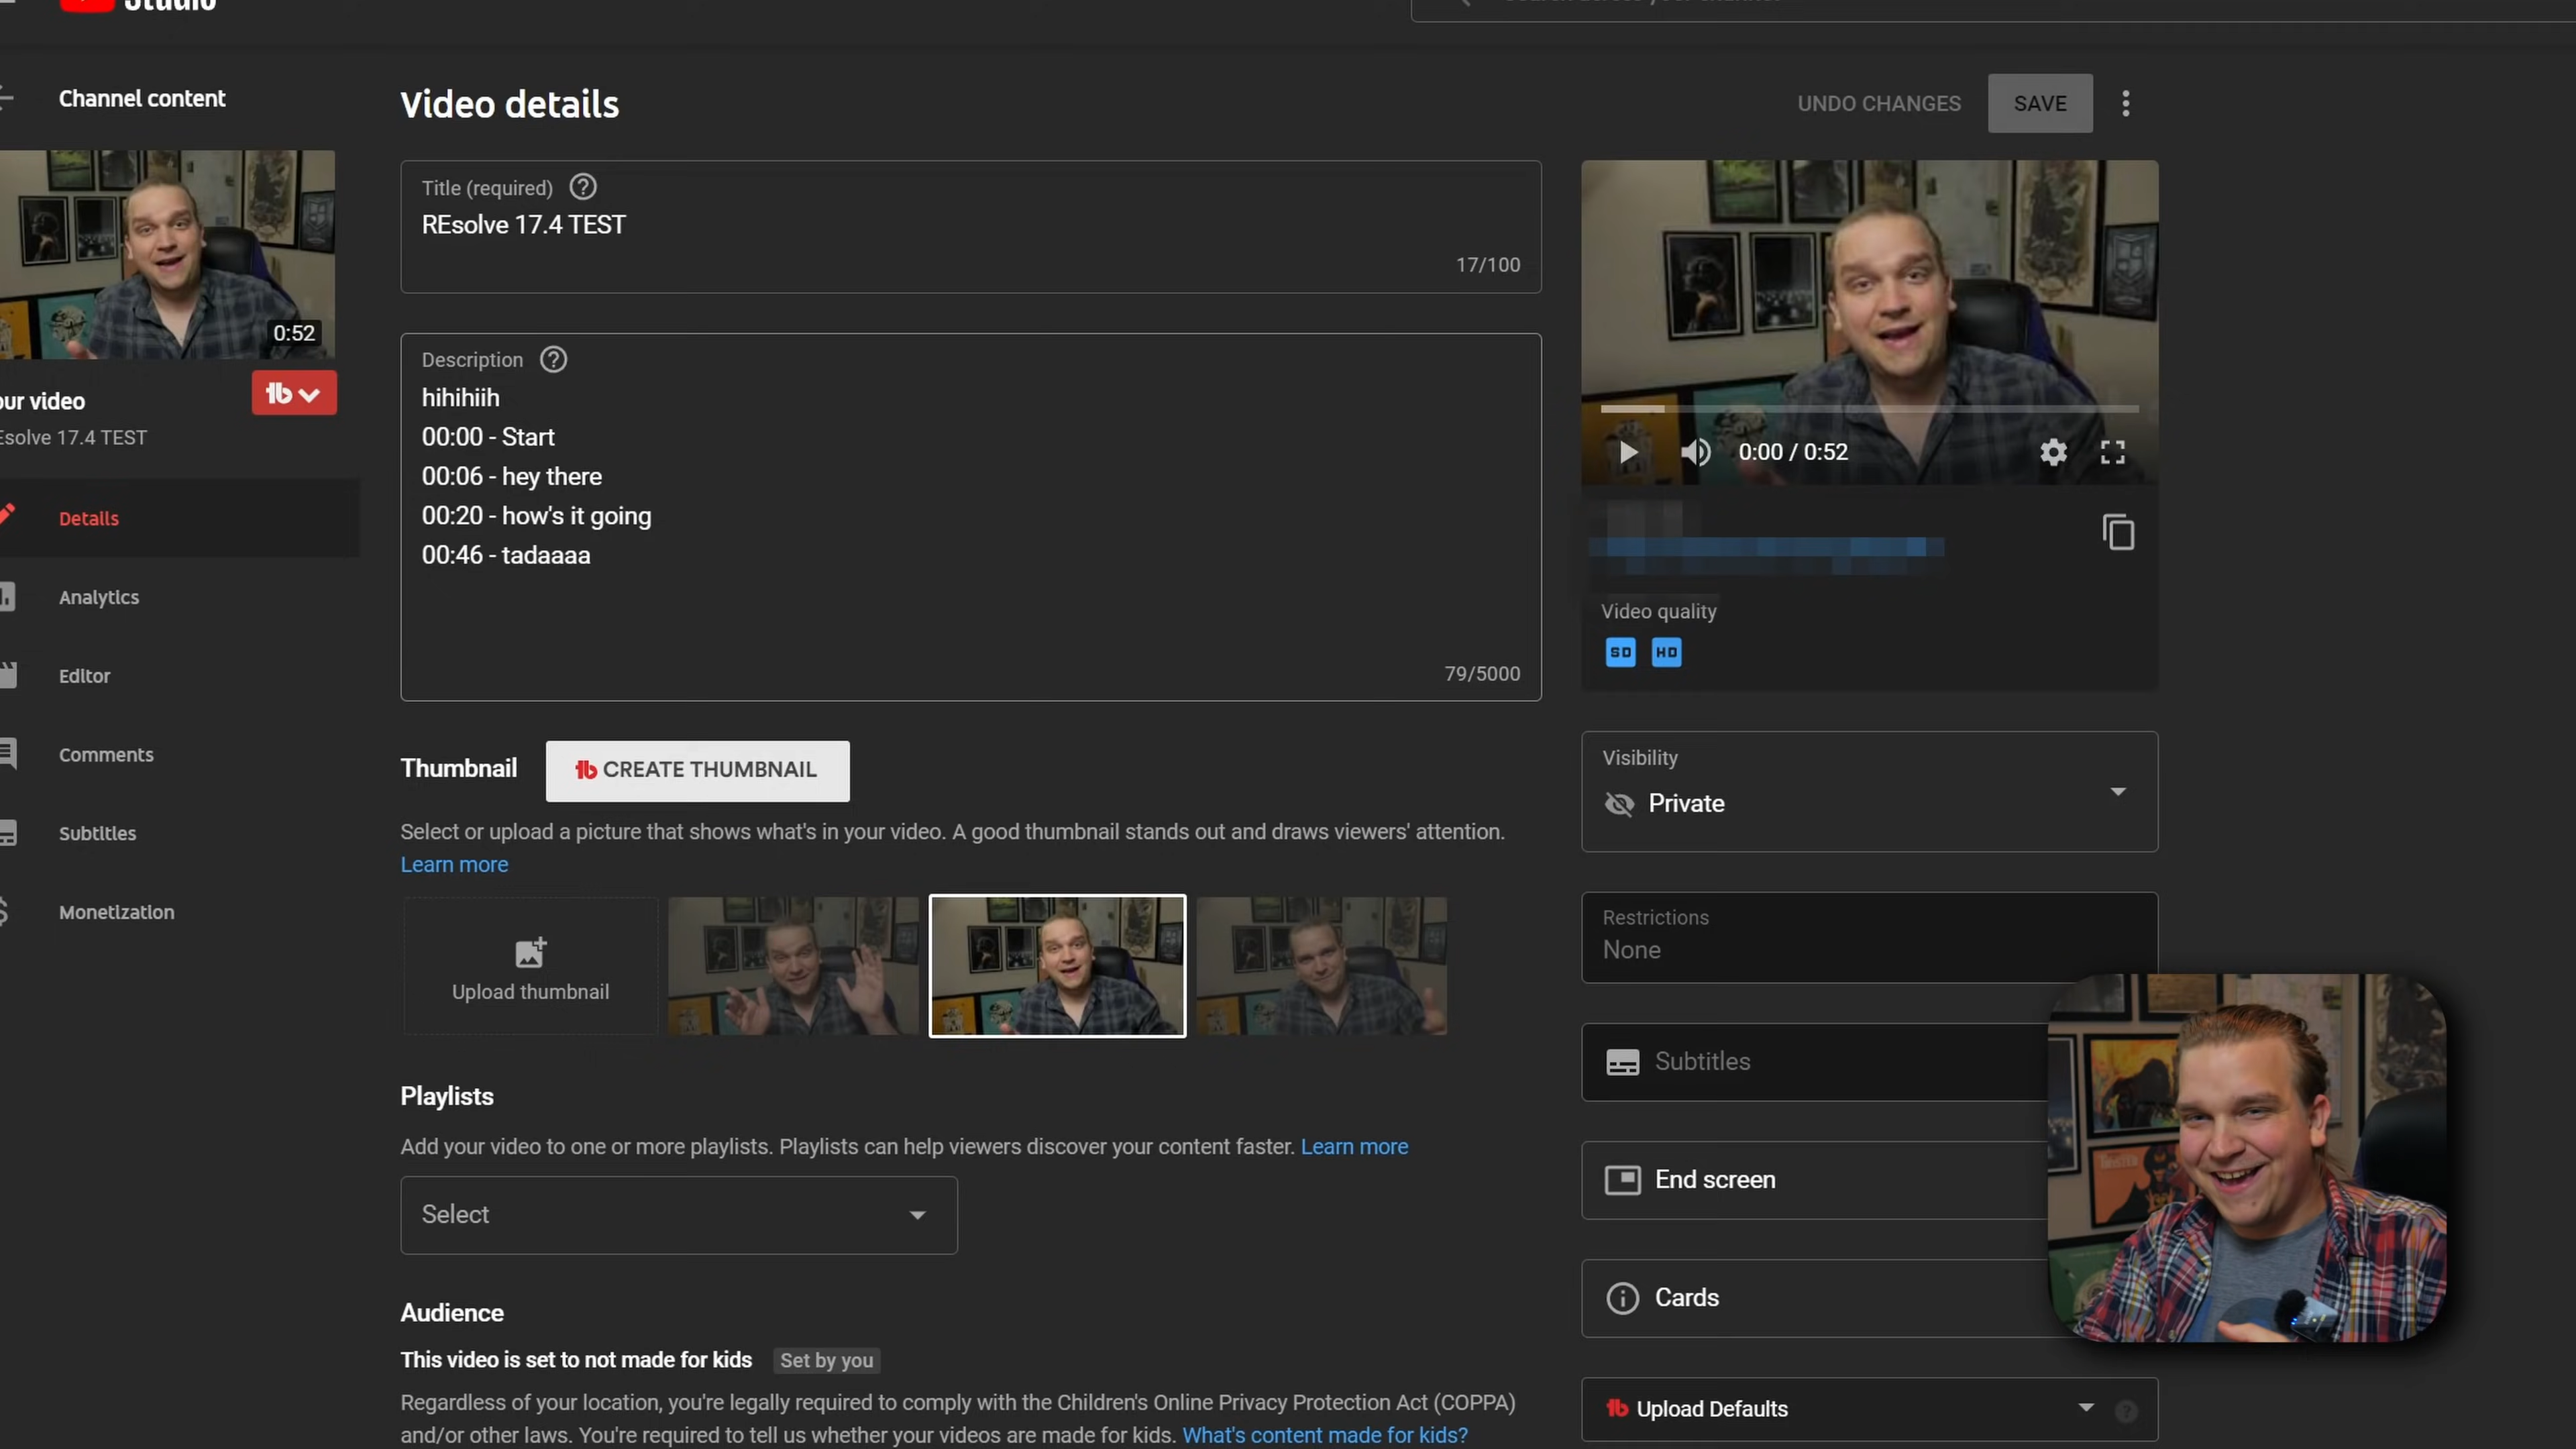 Studio
Channel content
0:52
our video
Esolve 17.4 TEST
Details
Analytics
Editor
Comments
Subtitles
Monetization
Video details
UNDO CHANGES
SAVE
Title (required)
REsolve 17.4 TEST
17/100
Description
hihihiih
00:00 - Start
00:06 - hey there
00:20 - how's it going
00:46 - tadaaaa
79/5000
Thumbnail
CREATE THUMBNAIL
Select or upload a picture that shows what's in your video. A good thumbnail stands out and draws viewers' attention.
Learn more
Upload thumbnail
Playlists
Add your video to one or more playlists. Playlists can help viewers discover your content faster. Learn more
Select
Audience
This video is set to not made for kids Set by you
Regardless of your location, you're legally required to comply with the Children's Online Privacy Protection Act (COPPA)
and/or other laws. You're required to tell us whether your videos are made for kids. What's content made for kids?
0:00 / 0:52
Video quality
SD HD
Visibility
Private
Restrictions
None
Subtitles
End screen
Cards
Upload Defaults